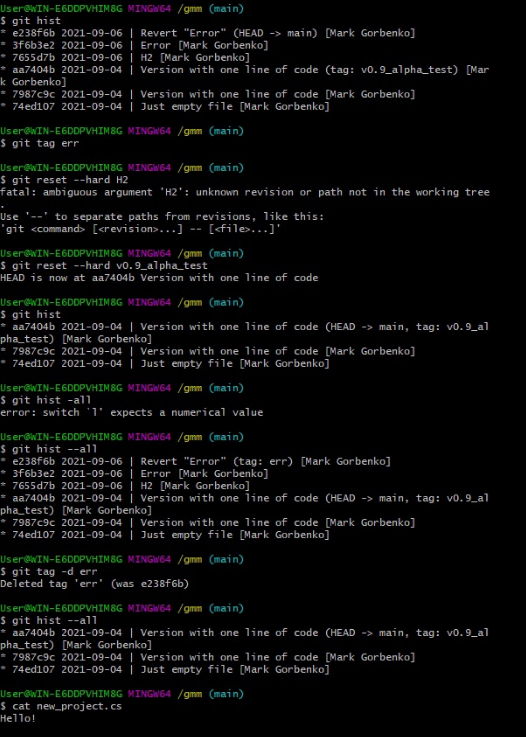 User@WIN-E6DDPVHIM8G MINGW64 /gmm (main)
$ git hist
* e238f6b 2021-09-06 | Revert "Error" (HEAD -> main) [Mark Gorbenko]
* 3f6b3e2 2021-09-06 | Error [Mark Gorbenko]
* 7655d7b 2021-09-06 | H2 [Mark Gorbenko]
* aa7404b 2021-09-04 | Version with one line of code (tag: v0.9_alpha_test) [Mar
k Gorbenko]
* 7987c9c 2021-09-04 | Version with one line of code [Mark Gorbenko]
* 74ed107 2021-09-04 | Just empty file [Mark Gorbenko]
User@WIN-E6DDPVHIM8G MINGW64 /gmm (main)
$ git tag err
User@WIN-E6DDPVHIM8G MINGW64 /gmm (main)
$ git reset --hard H2
fatal: ambiguous argument 'H2': unknown revision or path not in the working tree
.
Use '--' to separate paths from revisions, like this:
'git <command> [<revision>...] -- [<file>...]'
User@WIN-E6DDPVHIM8G MINGW64 /gmm (main)
$ git reset --hard v0.9_alpha_test
HEAD is now at aa7404b Version with one line of code
User@WIN-E6DDPVHIM8G MINGW64 /gmm (main)
$ git hist
* aa7404b 2021-09-04 | Version with one line of code (HEAD -> main, tag: v0.9_al
pha_test) [Mark Gorbenko]
* 7987c9c 2021-09-04 | Version with one line of code [Mark Gorbenko]
* 74ed107 2021-09-04 | Just empty file [Mark Gorbenko]
User@WIN-E6DDPVHIM8G MINGW64 /gmm (main)
$ git hist -all
error: switch `l' expects a numerical value
User@WIN-E6DDPVHIM8G MINGW64 /gmm (main)
$ git hist --all
* e238f6b 2021-09-06 | Revert "Error" (tag: err) [Mark Gorbenko]
* 3f6b3e2 2021-09-06 | Error [Mark Gorbenko]
* 7655d7b 2021-09-06 | H2 [Mark Gorbenko]
* aa7404b 2021-09-04 | Version with one line of code (HEAD -> main, tag: v0.9_al
pha_test) [Mark Gorbenko]
* 7987c9c 2021-09-04 | Version with one line of code [Mark Gorbenko]
* 74ed107 2021-09-04 | Just empty file [Mark Gorbenko]
User@WIN-E6DDPVHIM8G MINGW64 /gmm (main)
$ git tag -d err
Deleted tag 'err' (was e238f6b)
User@WIN-E6DDPVHIM8G MINGW64 /gmm (main)
$ git hist --all
* aa7404b 2021-09-04 | Version with one line of code (HEAD -> main, tag: v0.9_al
pha_test) [Mark Gorbenko]
* 7987c9c 2021-09-04 | Version with one line of code [Mark Gorbenko]
* 74ed107 2021-09-04 | Just empty file [Mark Gorbenko]
User@WIN-E6DDPVHIM8G MINGW64 /gmm (main)
$ cat new_project.cs
Hello!